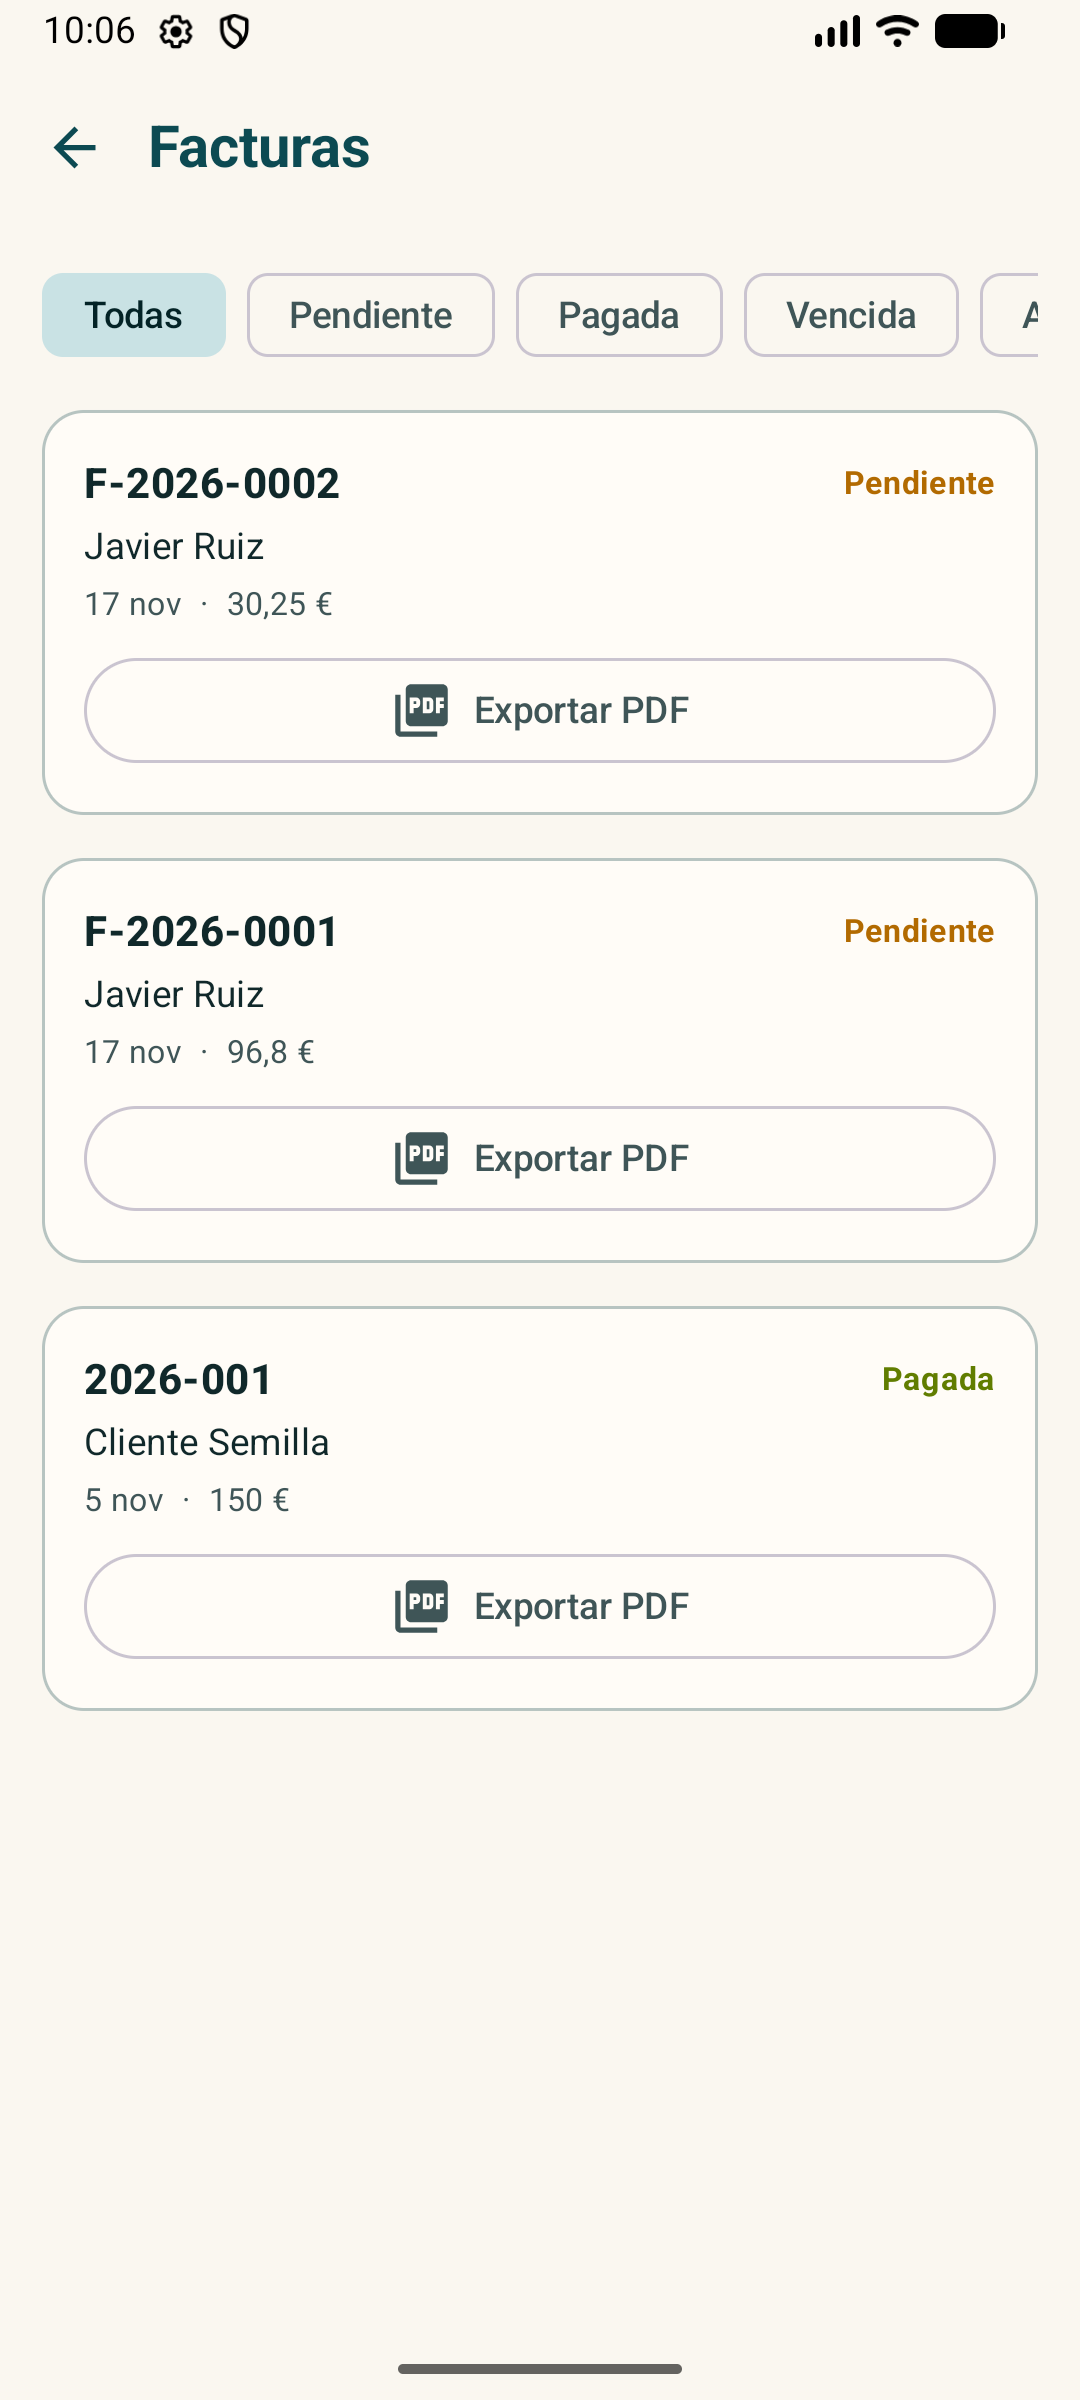 10:06
Facturas
Todas
Pendiente
Pagada
Vencida
F-2026-0002
Pendiente
Javier Ruiz
17 nov · 30,25 €
PDF Exportar PDF
F-2026-0001
Pendiente
Javier Ruiz
17 nov · 96,8 €
PDF Exportar PDF
2026-001
Pagada
Cliente Semilla
5 nov · 150 €
PDF Exportar PDF